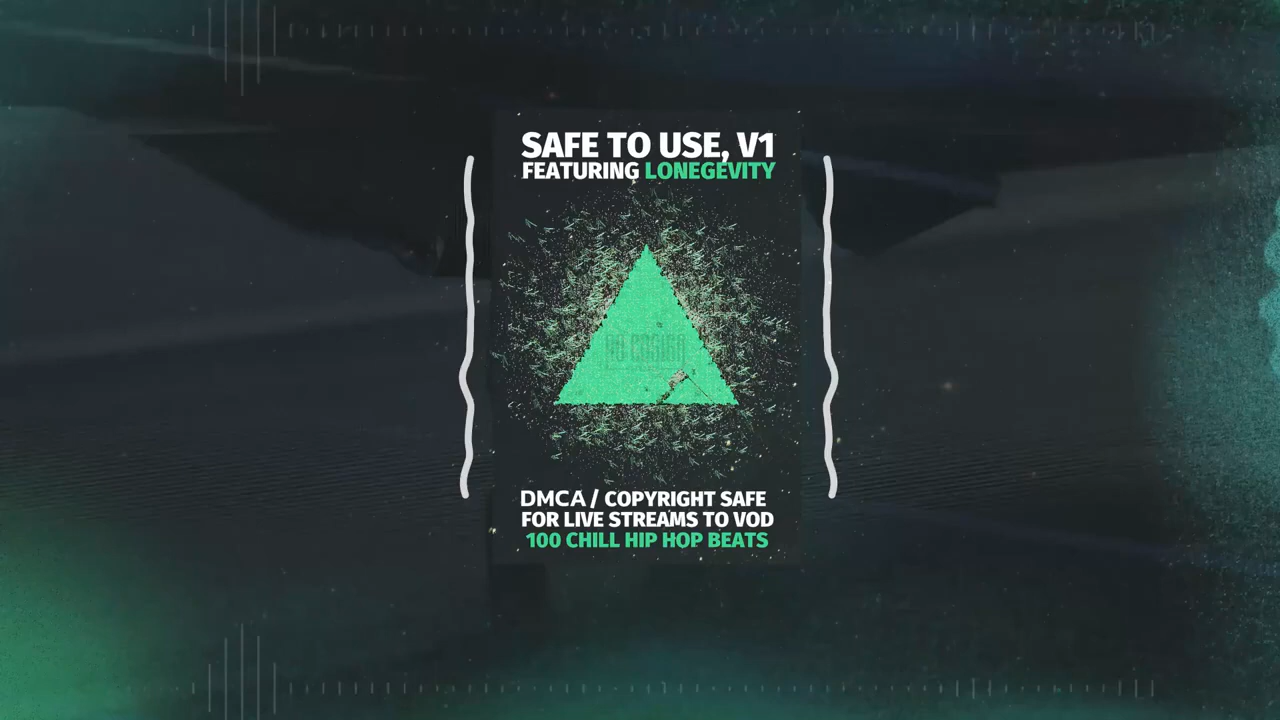 SAFE TO USE, V1
FEATURING LONEGEVITY
DMCA / COPYRIGHT SAFE
FOR LIVE STREAMS TO VOD
100 CHILL HIP HOP BEATS